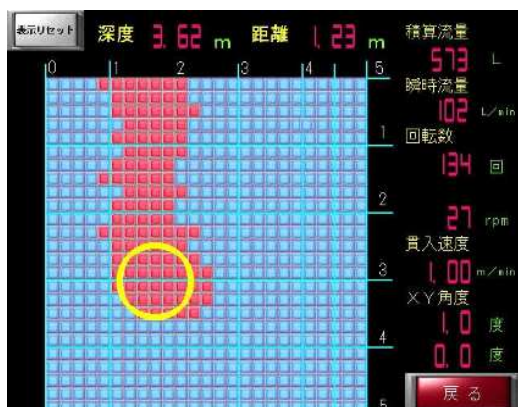 表示リセット
深度 3.62 m 距離 1.23 m
積算流量
573 L
瞬時流量
102 L/min
回転数
134 回
27 rpm
貫入速度
1.00 m/min
XY角度
1.0 度
0.0 度
戻る
0 1 2 3 4 5
1
2
3
4
5